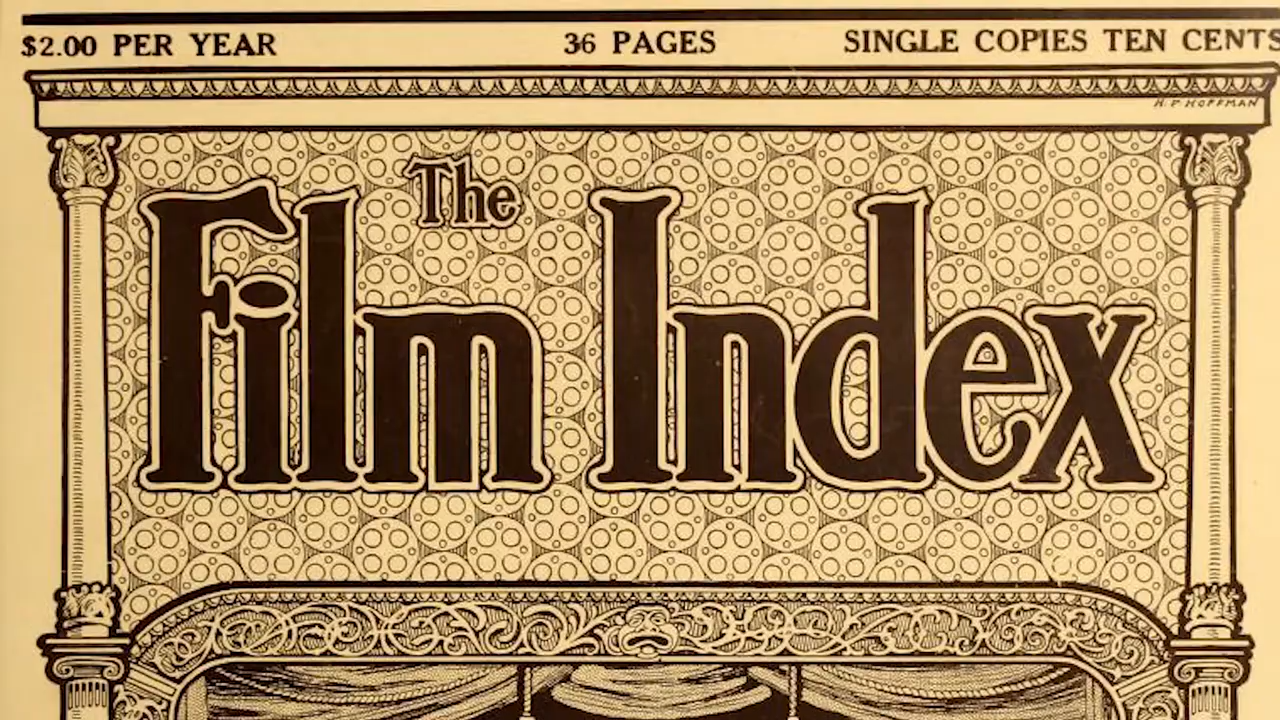 $2.00 PER YEAR 36 PAGES SINGLE COPIES TEN CENTS
H. F. HOFFMAN
The
Film Index